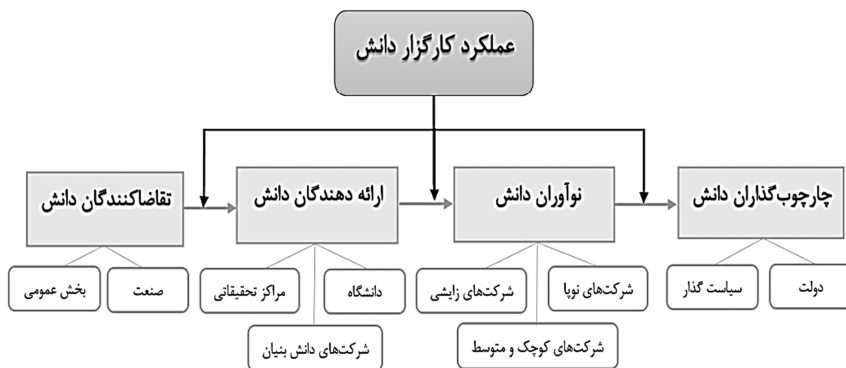 عملکرد کارگزار دانش
چارچوب‌گذاران دانش
نوآوران دانش
ارائه دهندگان دانش
تقاضاکنندگان دانش
دولت
سیاست گذار
شرکت‌های نوپا
شرکت‌های زایشی
دانشگاه
مراکز تحقیقاتی
صنعت
بخش عمومی
شرکت‌های کوچک و متوسط
شرکت‌های دانش بنیان